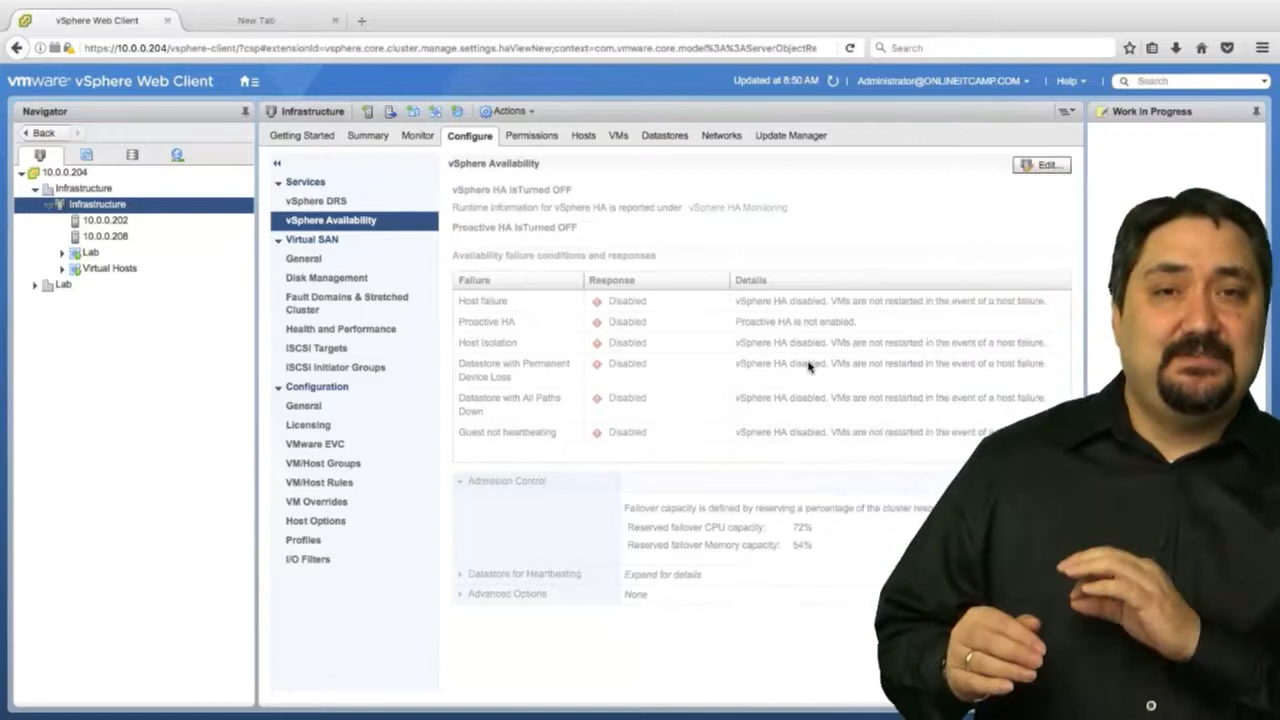 vSphere Web Client
New Tab
https://10.0.0.204/vsphere-client/?csp#extensionId=vsphere.core.cluster.manage.settings.haViewNew;context=com.vmware.core.model%3A%3AServerObjectRe
Search
vmware® vSphere Web Client
Updated at 8:50 AM
Administrator@ONLINEITCAMP.COM
Help
Search
Navigator
Back
10.0.0.204
Infrastructure
Infrastructure
10.0.0.202
10.0.0.208
Lab
Virtual Hosts
Lab
Infrastructure
Actions
Getting Started Summary Monitor Configure Permissions Hosts VMs Datastores Networks Update Manager
Services
vSphere DRS
vSphere Availability
Virtual SAN
General
Disk Management
Fault Domains & Stretched
Cluster
Health and Performance
iSCSI Targets
iSCSI Initiator Groups
Configuration
General
Licensing
VMware EVC
VM/Host Groups
VM/Host Rules
VM Overrides
Host Options
Profiles
I/O Filters
vSphere Availability
Edit...
vSphere HA isTurned OFF
Runtime information for vSphere HA is reported under vSphere HA Monitoring
Proactive HA isTurned OFF
Availability failure conditions and responses
Failure Response Details
Host failure Disabled vSphere HA disabled. VMs are not restarted in the event of a host failure.
Proactive HA Disabled Proactive HA is not enabled.
Host Isolation Disabled vSphere HA disabled. VMs are not restarted in the event of a host failure.
Datastore with Permanent Disabled vSphere HA disabled. VMs are not restarted in the event of a host failure.
Device Loss
Datastore with All Paths Disabled vSphere HA disabled. VMs are not restarted in the event of a host failure.
Down
Guest not heartbeating Disabled vSphere HA disabled. VMs are not restarted in the event of a
Admission Control
Failover capacity is defined by reserving a percentage of the cluster
Reserved failover CPU capacity: 72%
Reserved failover Memory capacity: 54%
Datastore for Heartbeating Expand for details
Advanced Options None
Work In Progress